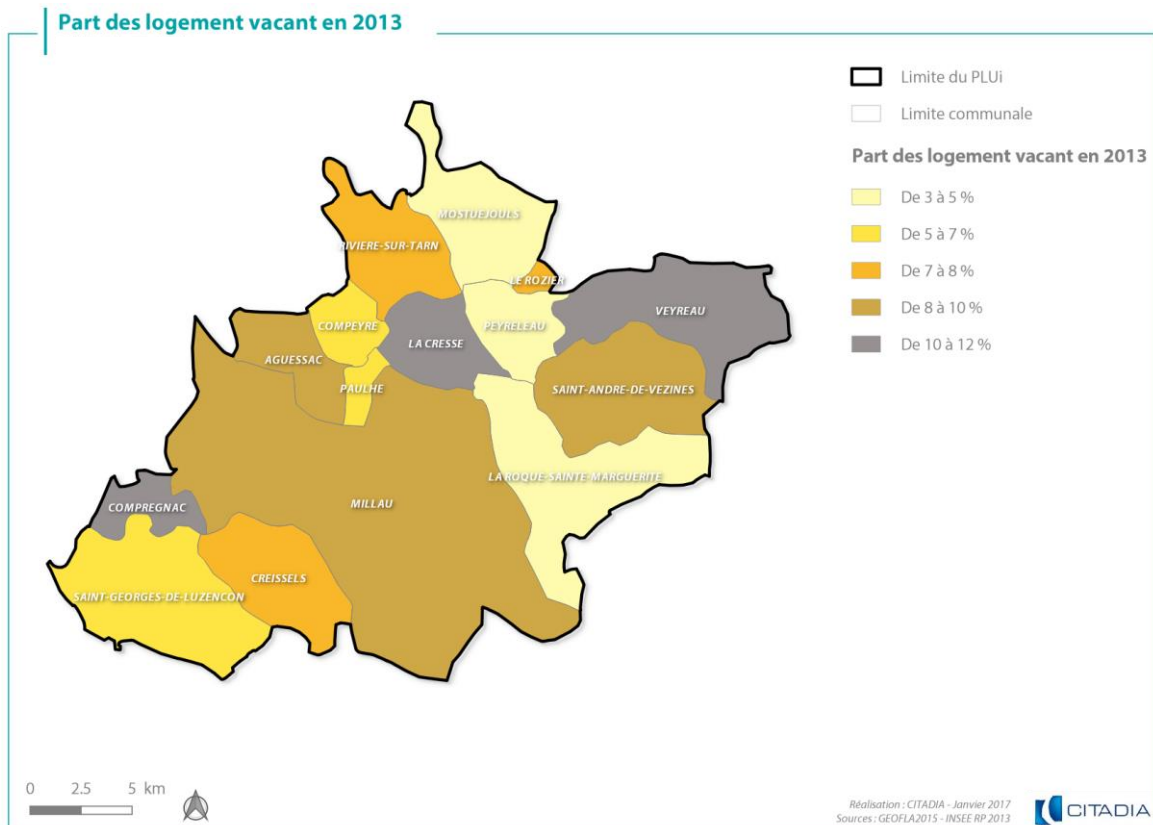 Part des logement vacant en 2013
Limite du PLUi
Limite communale
Part des logement vacant en 2013
De 3 à 5 %
De 5 à 7 %
De 7 à 8 %
De 8 à 10 %
De 10 à 12 %
MOSTUEJOULS
RIVIERE-SUR-TARN
LE ROZIER
VEYREAU
COMPEYRE
PEYRELEAU
LA CRESSE
AGUESSAC
PAULHE
SAINT-ANDRE-DE-VEZINES
LA ROQUE-SAINTE-MARGUERITE
MILLAU
COMPREGNAC
CREISSELS
SAINT-GEORGES-DE-LUZENCON
0 2.5 5 km
Réalisation : CITADIA - Janvier 2017
Sources : GEOFLA2015 - INSEE RP 2013
CITADIA